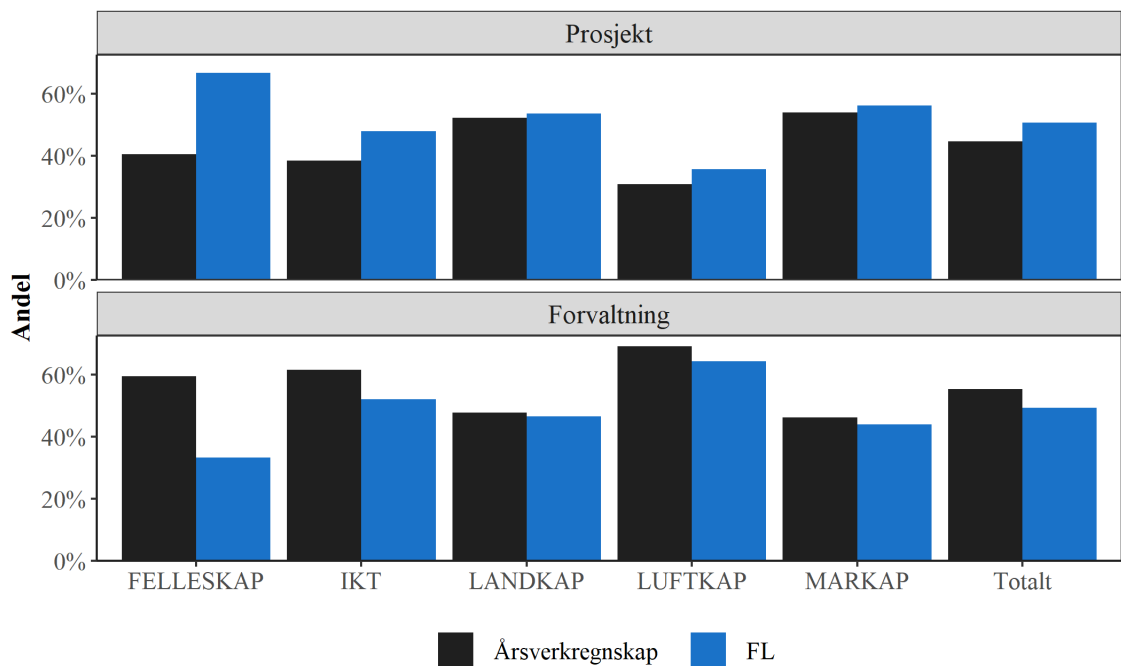 Prosjekt
60%
40%
20%
0%
Andel
Forvaltning
60%
40%
20%
0%
FELLESKAP IKT LANDKAP LUFTKAP MARKAP Totalt
Årsverkregnskap FL